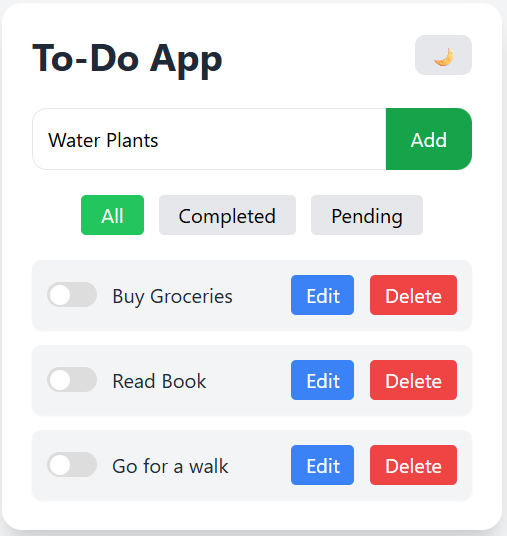 To-Do App
Water Plants Add
All Completed Pending
Buy Groceries Edit Delete
Read Book Edit Delete
Go for a walk Edit Delete